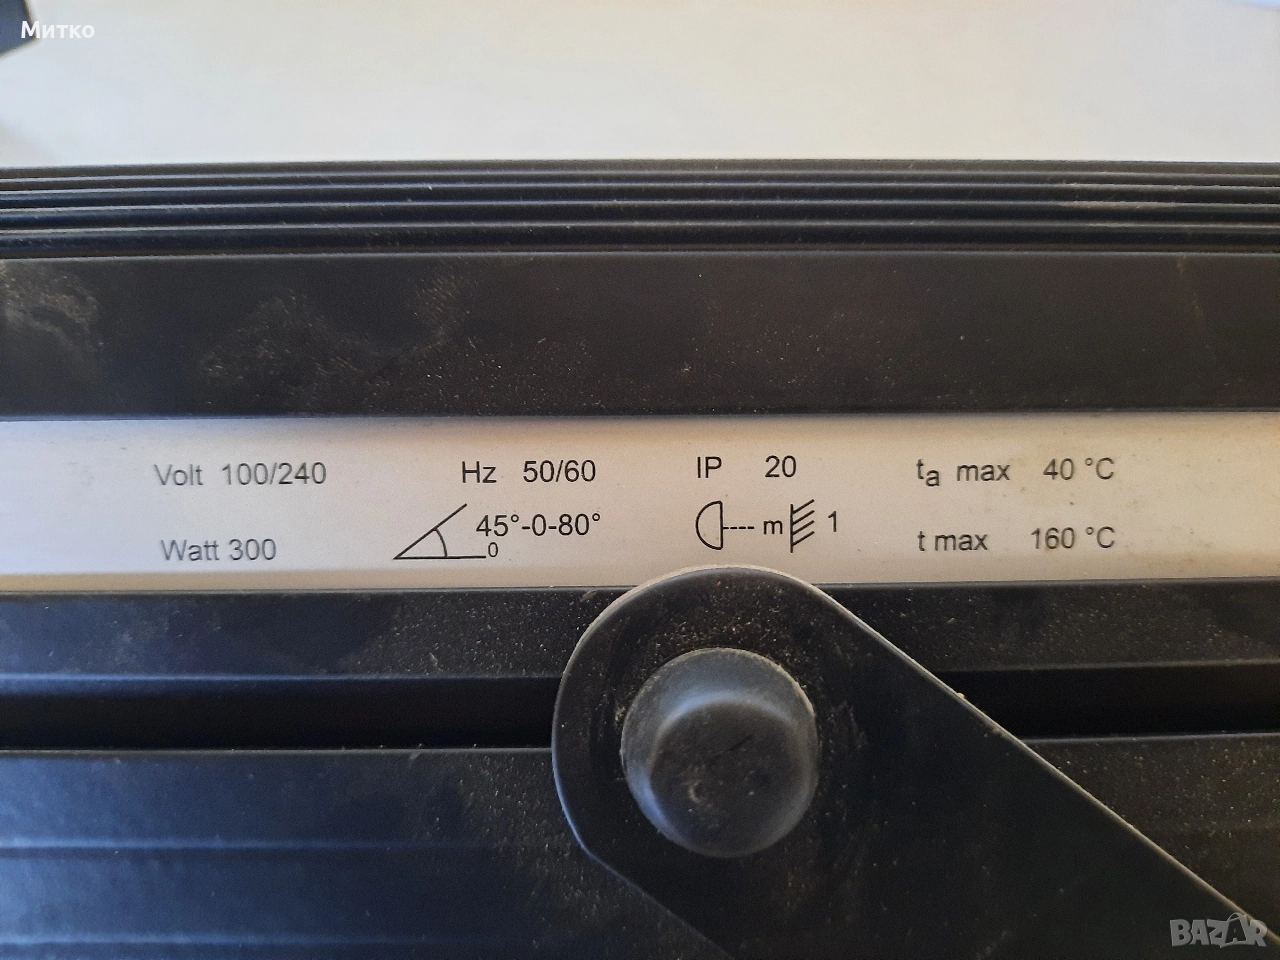 Митко
Volt 100/240 Hz 50/60 IP 20 ta max 40 °C
Watt 300 45°-0-80° 0 m 1 t max 160 °C
BAZAR